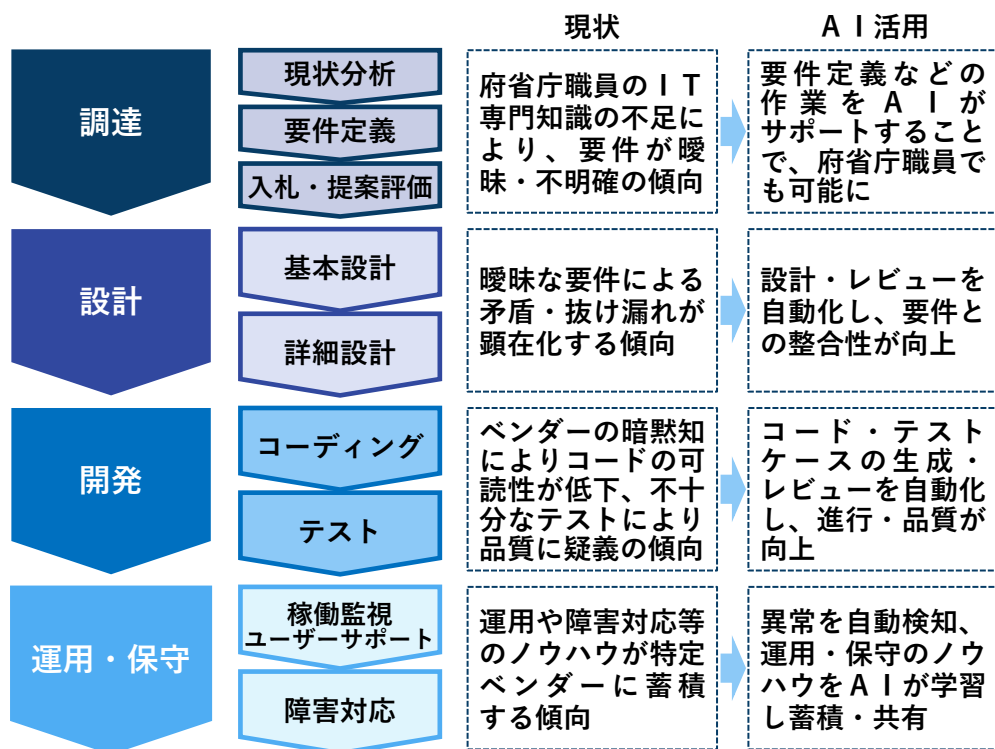 現状
ＡＩ活用
調達
現状分析
要件定義
入札・提案評価
府省庁職員のＩＴ
専門知識の不足に
より、要件が曖
昧・不明確の傾向
要件定義などの
作業をＡＩが
サポートすること
で、府省庁職員で
も可能に
設計
基本設計
詳細設計
曖昧な要件による
矛盾・抜け漏れが
顕在化する傾向
設計・レビューを
自動化し、要件と
の整合性が向上
開発
コーディング
テスト
ベンダーの暗黙知
によりコードの可
読性が低下、不十
分なテストにより
品質に疑義の傾向
コード・テスト
ケースの生成・
レビューを自動化
し、進行・品質が
向上
運用・保守
稼働監視
ユーザーサポート
障害対応
運用や障害対応等
のノウハウが特定
ベンダーに蓄積
する傾向
異常を自動検知、
運用・保守のノウ
ハウをＡＩが学習
し蓄積・共有